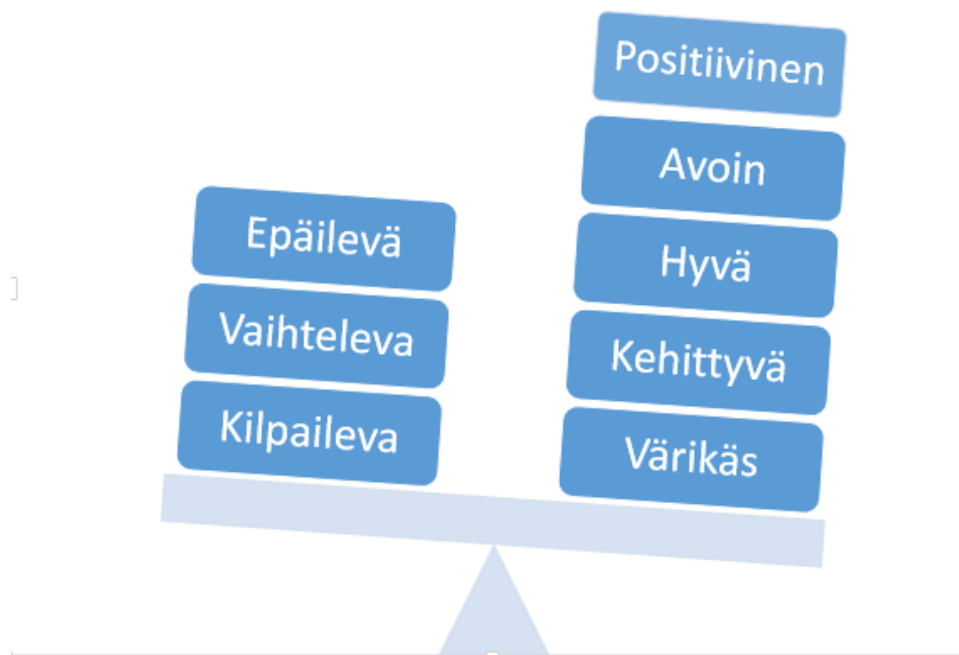 Epäilevä
Vaihteleva
Kilpaileva
Positiivinen
Avoin
Hyvä
Kehittyvä
Värikäs